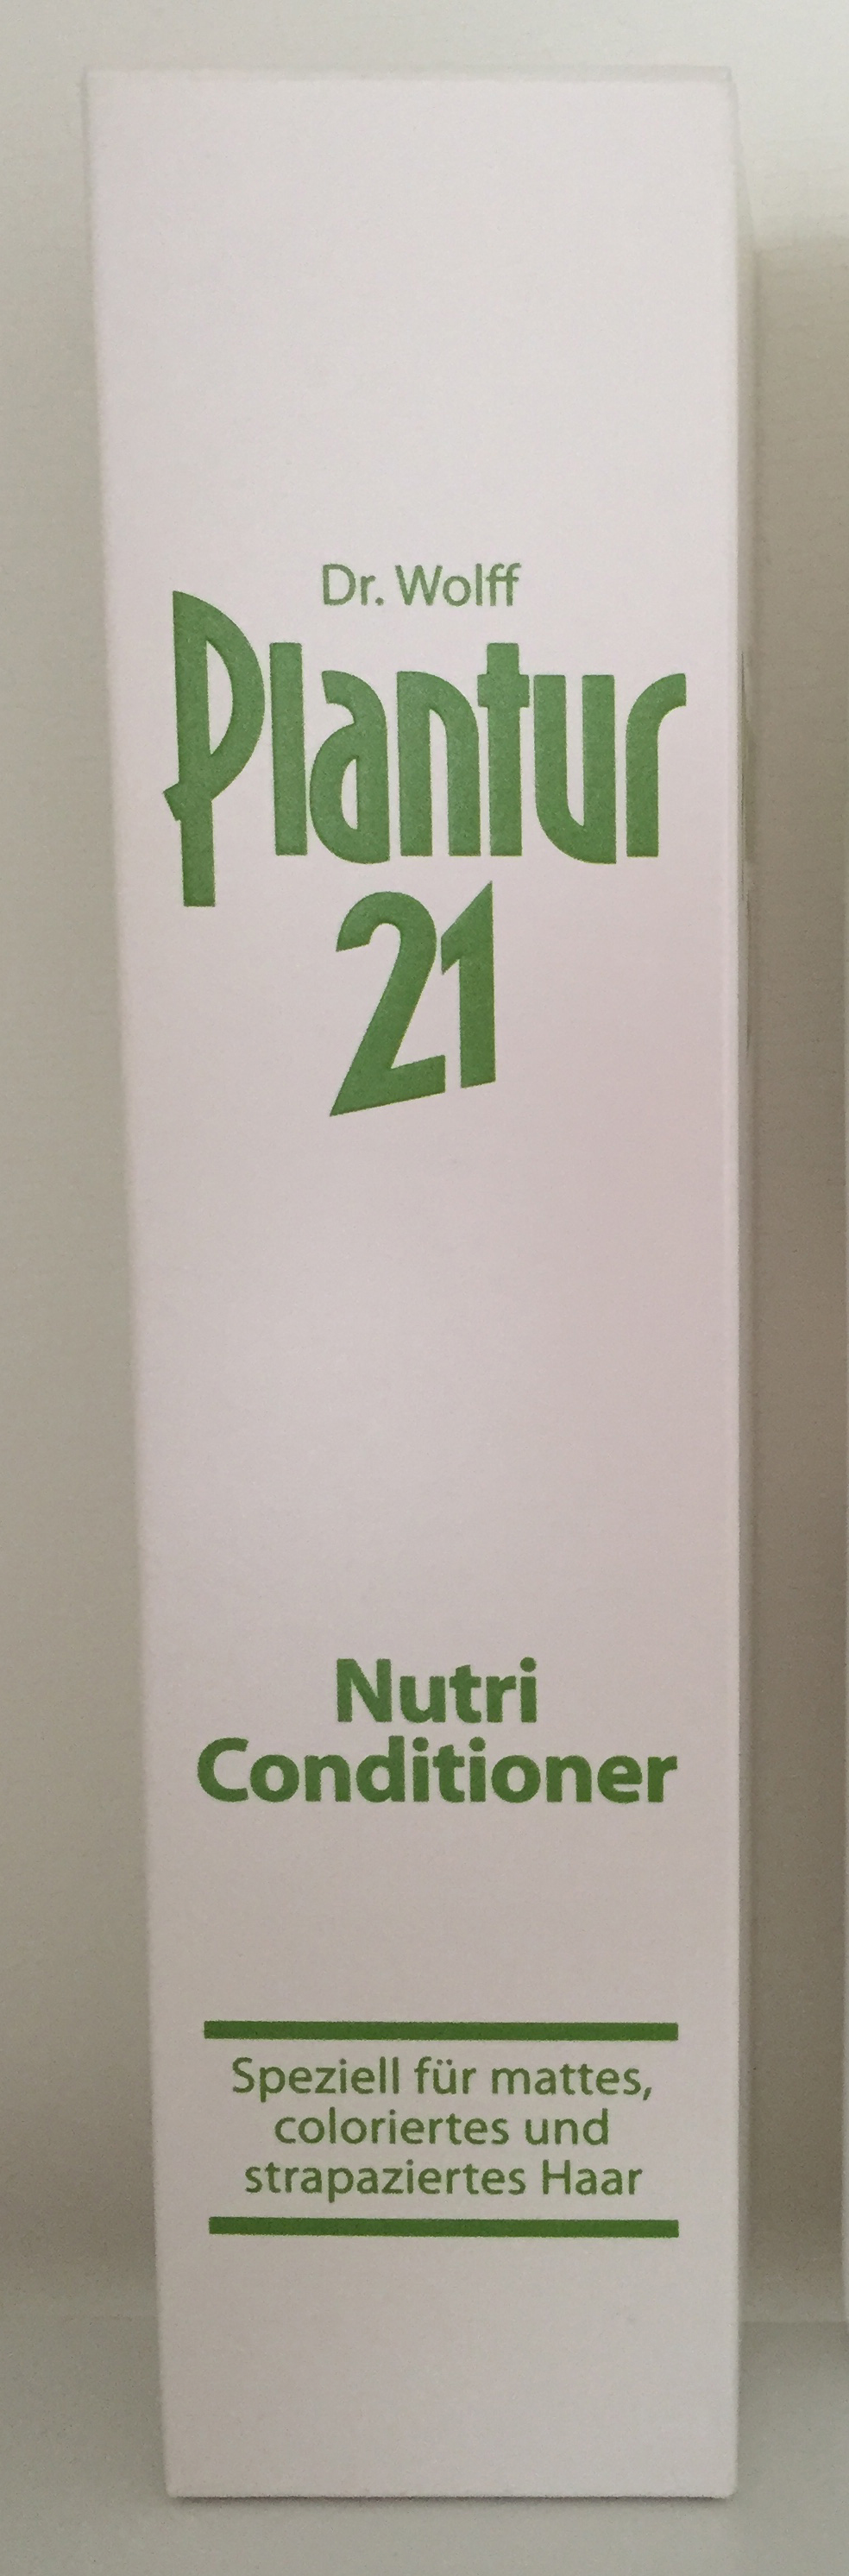 Dr. Wolff
Plantur
21
Nutri
Conditioner
Speziell für mattes,
coloriertes und
strapaziertes Haar